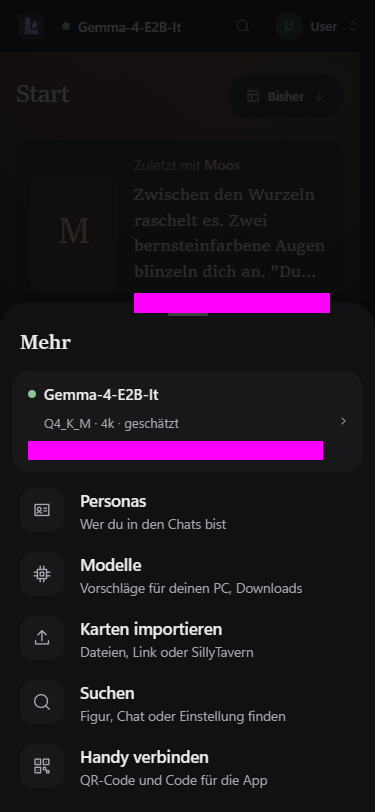 Gemma-4-E2B-It
U
User
Start
Bisher
Zuletzt mit Moos
M
Zwischen den Wurzeln
raschelt es. Zwei
bernsteinfarbene Augen
blinzeln dich an. "Du...
Mehr
Gemma-4-E2B-It
Q4_K_M · 4k · geschätzt
Personas
Wer du in den Chats bist
Modelle
Vorschläge für deinen PC, Downloads
Karten importieren
Dateien, Link oder SillyTavern
Suchen
Figur, Chat oder Einstellung finden
Handy verbinden
QR-Code und Code für die App